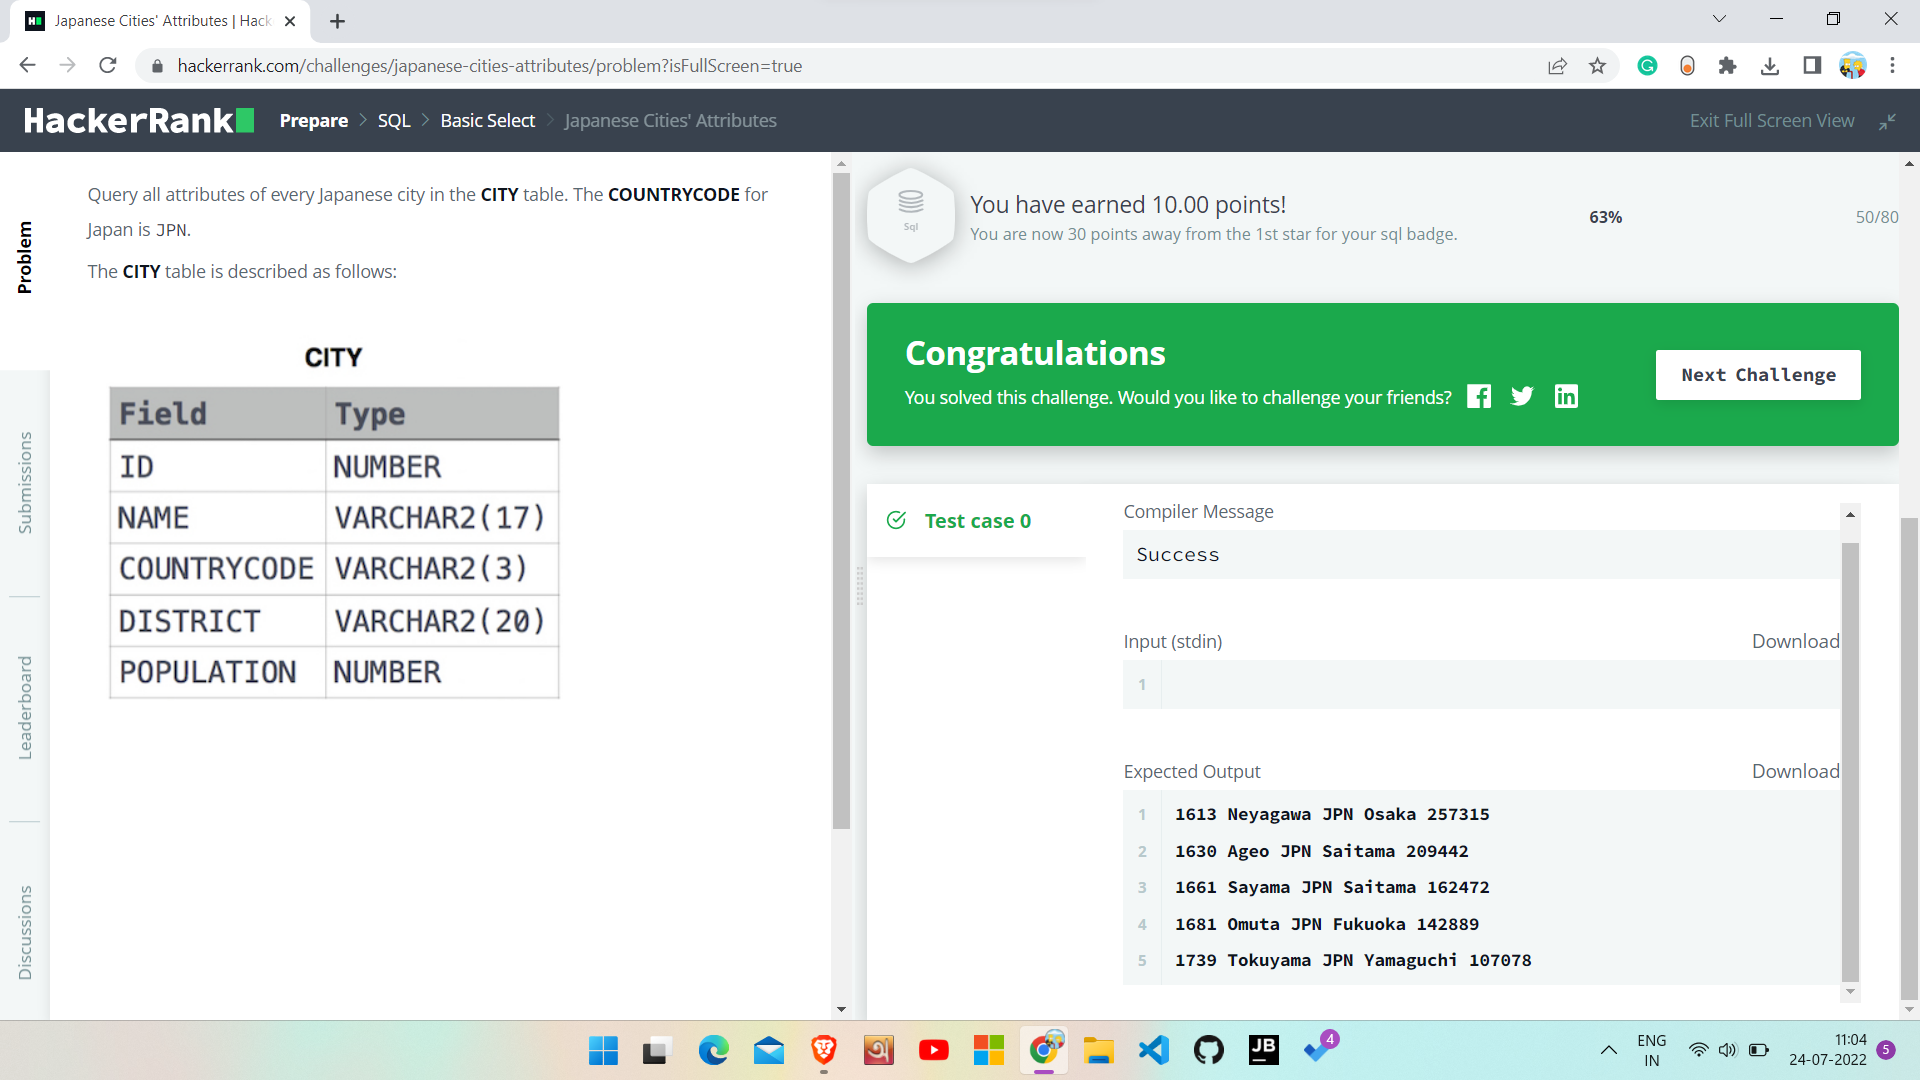 Japanese Cities' Attributes | Hack
hackerrank.com/challenges/japanese-cities-attributes/problem?isFullScreen=true
HackerRank
Prepare > SQL > Basic Select > Japanese Cities' Attributes
Exit Full Screen View
Problem
Submissions
Leaderboard
Discussions
Query all attributes of every Japanese city in the CITY table. The COUNTRYCODE for
Japan is JPN.
The CITY table is described as follows:
CITY
Field Type
ID NUMBER
NAME VARCHAR2(17)
COUNTRYCODE VARCHAR2(3)
DISTRICT VARCHAR2(20)
POPULATION NUMBER
Sql
You have earned 10.00 points!
You are now 30 points away from the 1st star for your sql badge.
63%
50/80
Congratulations
You solved this challenge. Would you like to challenge your friends?
Next Challenge
Test case 0
Compiler Message
Success
Input (stdin)
Download
1
Expected Output
Download
1 1613 Neyagawa JPN Osaka 257315
2 1630 Ageo JPN Saitama 209442
3 1661 Sayama JPN Saitama 162472
4 1681 Omuta JPN Fukuoka 142889
5 1739 Tokuyama JPN Yamaguchi 107078
अ
JB
4
ENG
IN
11:04
24-07-2022
5